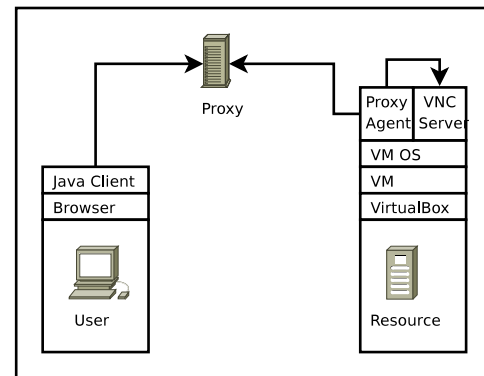 Proxy
Proxy Agent
VNC Server
VM OS
VM
VirtualBox
Resource
Java Client
Browser
User